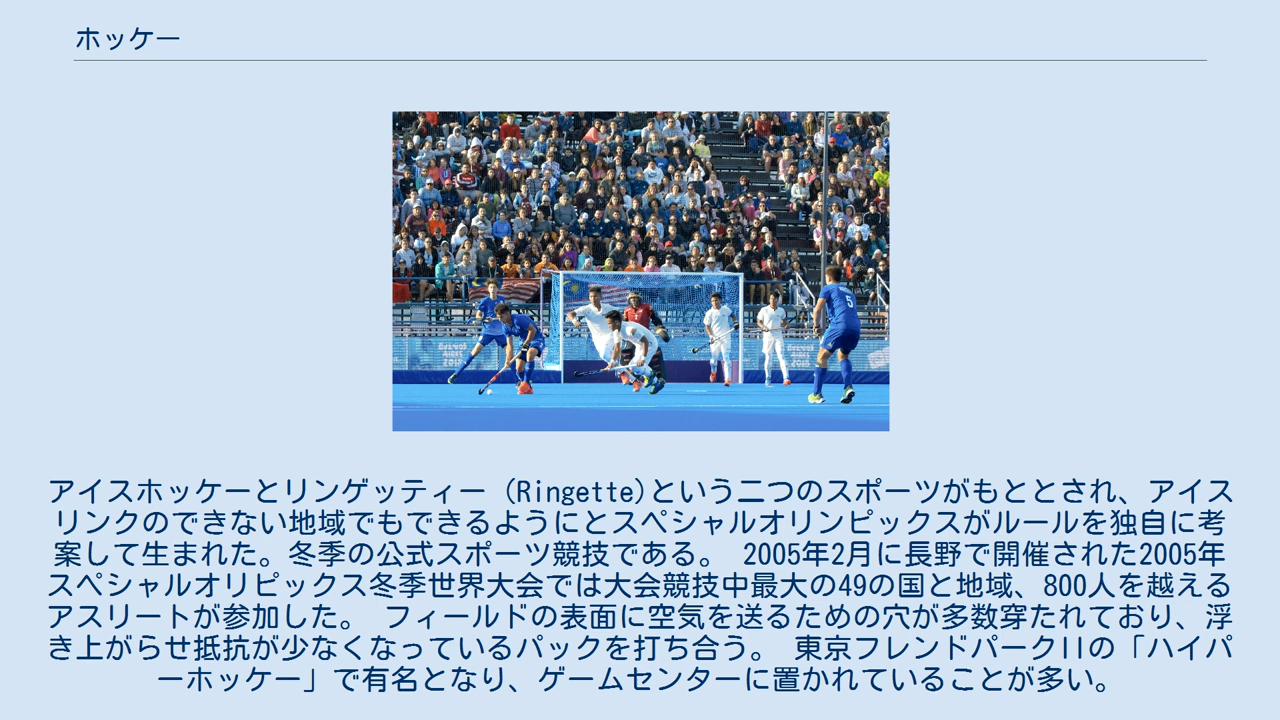 ホッケー
5
アイスホッケーとリンゲッティー (Ringette)という二つのスポーツがもととされ、アイス
リンクのできない地域でもできるようにとスペシャルオリンピックスがルールを独自に考
案して生まれた。冬季の公式スポーツ競技である。 2005年2月に長野で開催された2005年
スペシャルオリピックス冬季世界大会では大会競技中最大の49の国と地域、800人を越える
アスリートが参加した。 フィールドの表面に空気を送るための穴が多数穿たれており、浮
き上がらせ抵抗が少なくなっているパックを打ち合う。 東京フレンドパークIIの「ハイパ
ーホッケー」で有名となり、ゲームセンターに置かれていることが多い。